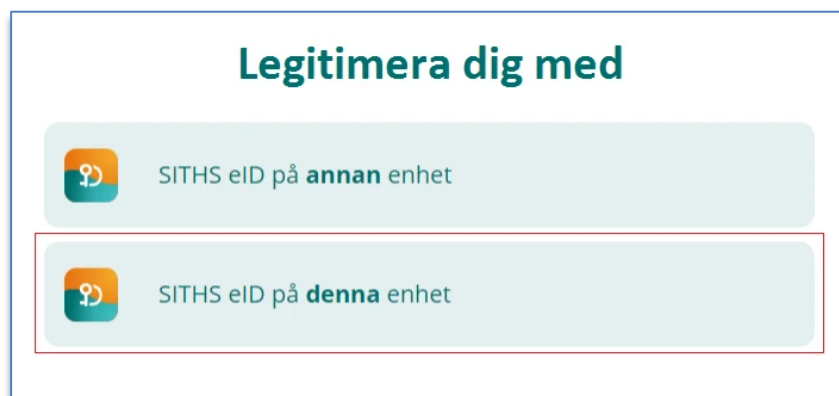 Legitimera dig med
SITHS eID på annan enhet
SITHS eID på denna enhet